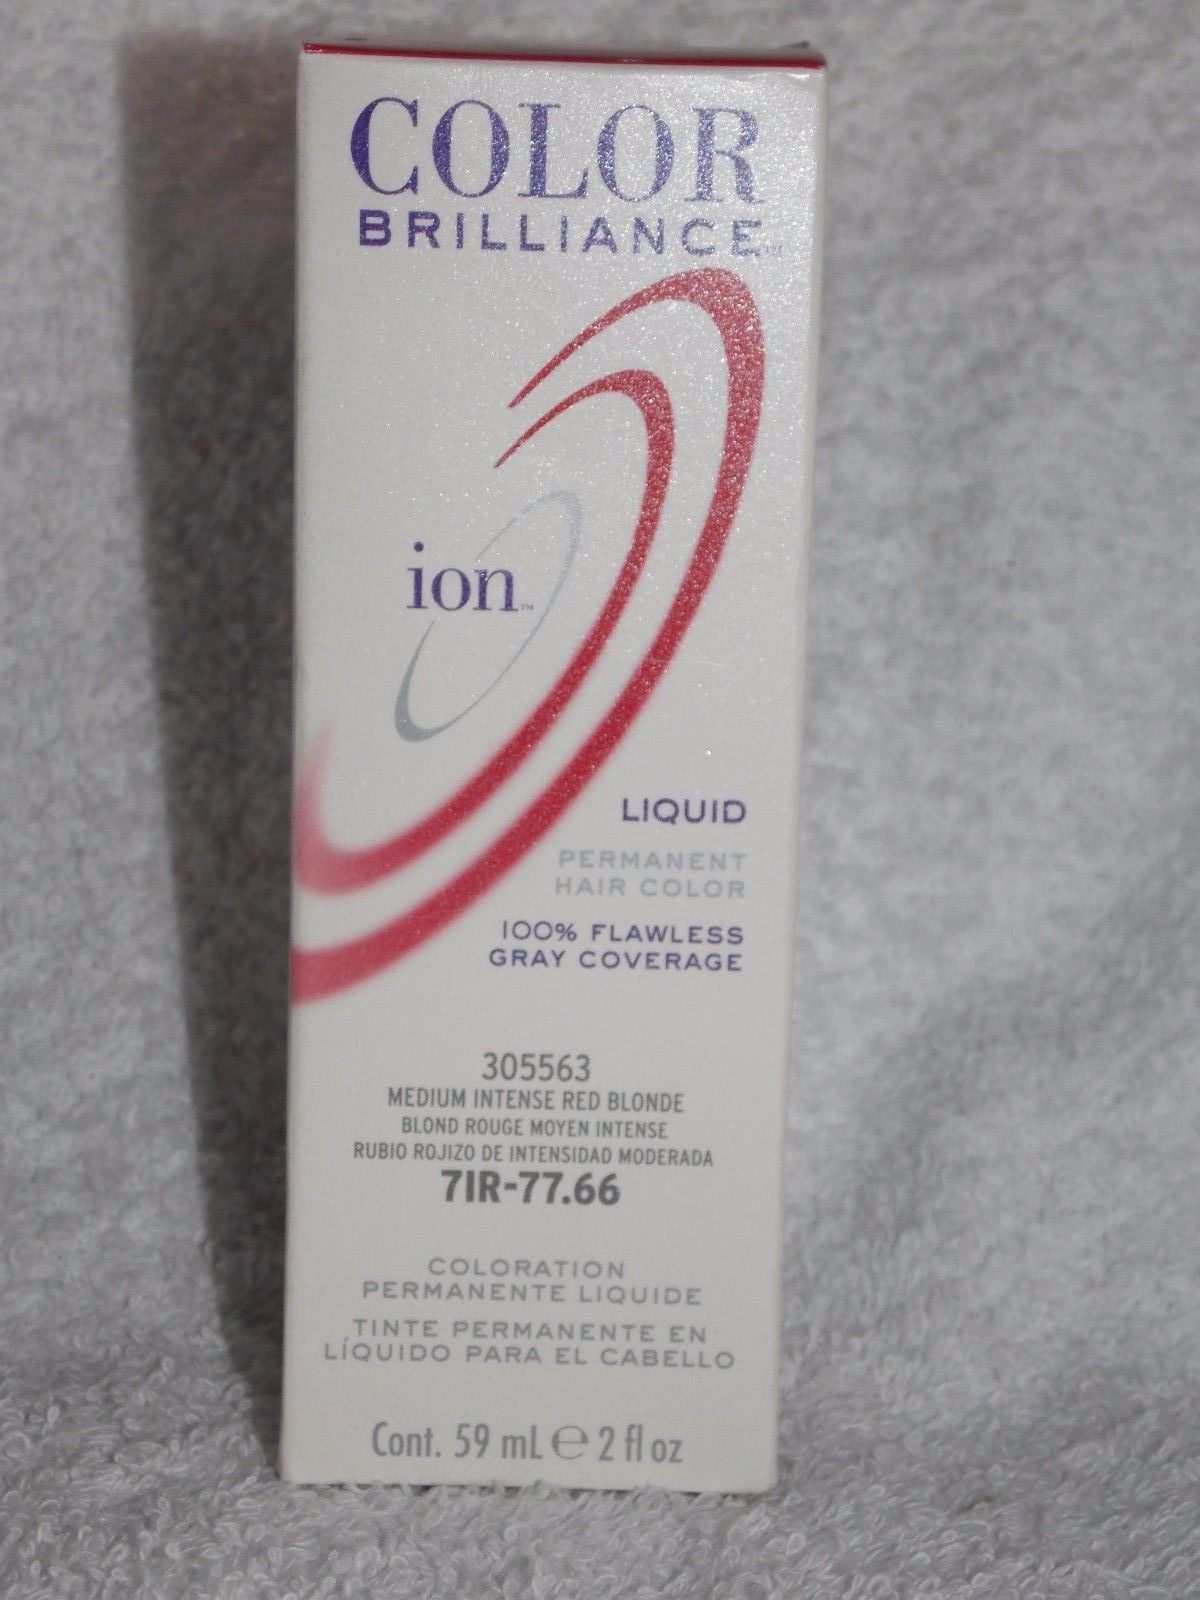 COLOR
BRILLIANCE™
ion™
LIQUID
PERMANENT
HAIR COLOR
100% FLAWLESS
GRAY COVERAGE
305563
MEDIUM INTENSE RED BLONDE
BLOND ROUGE MOYEN INTENSE
RUBIO ROJIZO DE INTENSIDAD MODERADA
7IR-77.66
COLORATION
PERMANENTE LIQUIDE
TINTE PERMANENTE EN
LÍQUIDO PARA EL CABELLO
Cont. 59 mL ℮ 2 fl oz